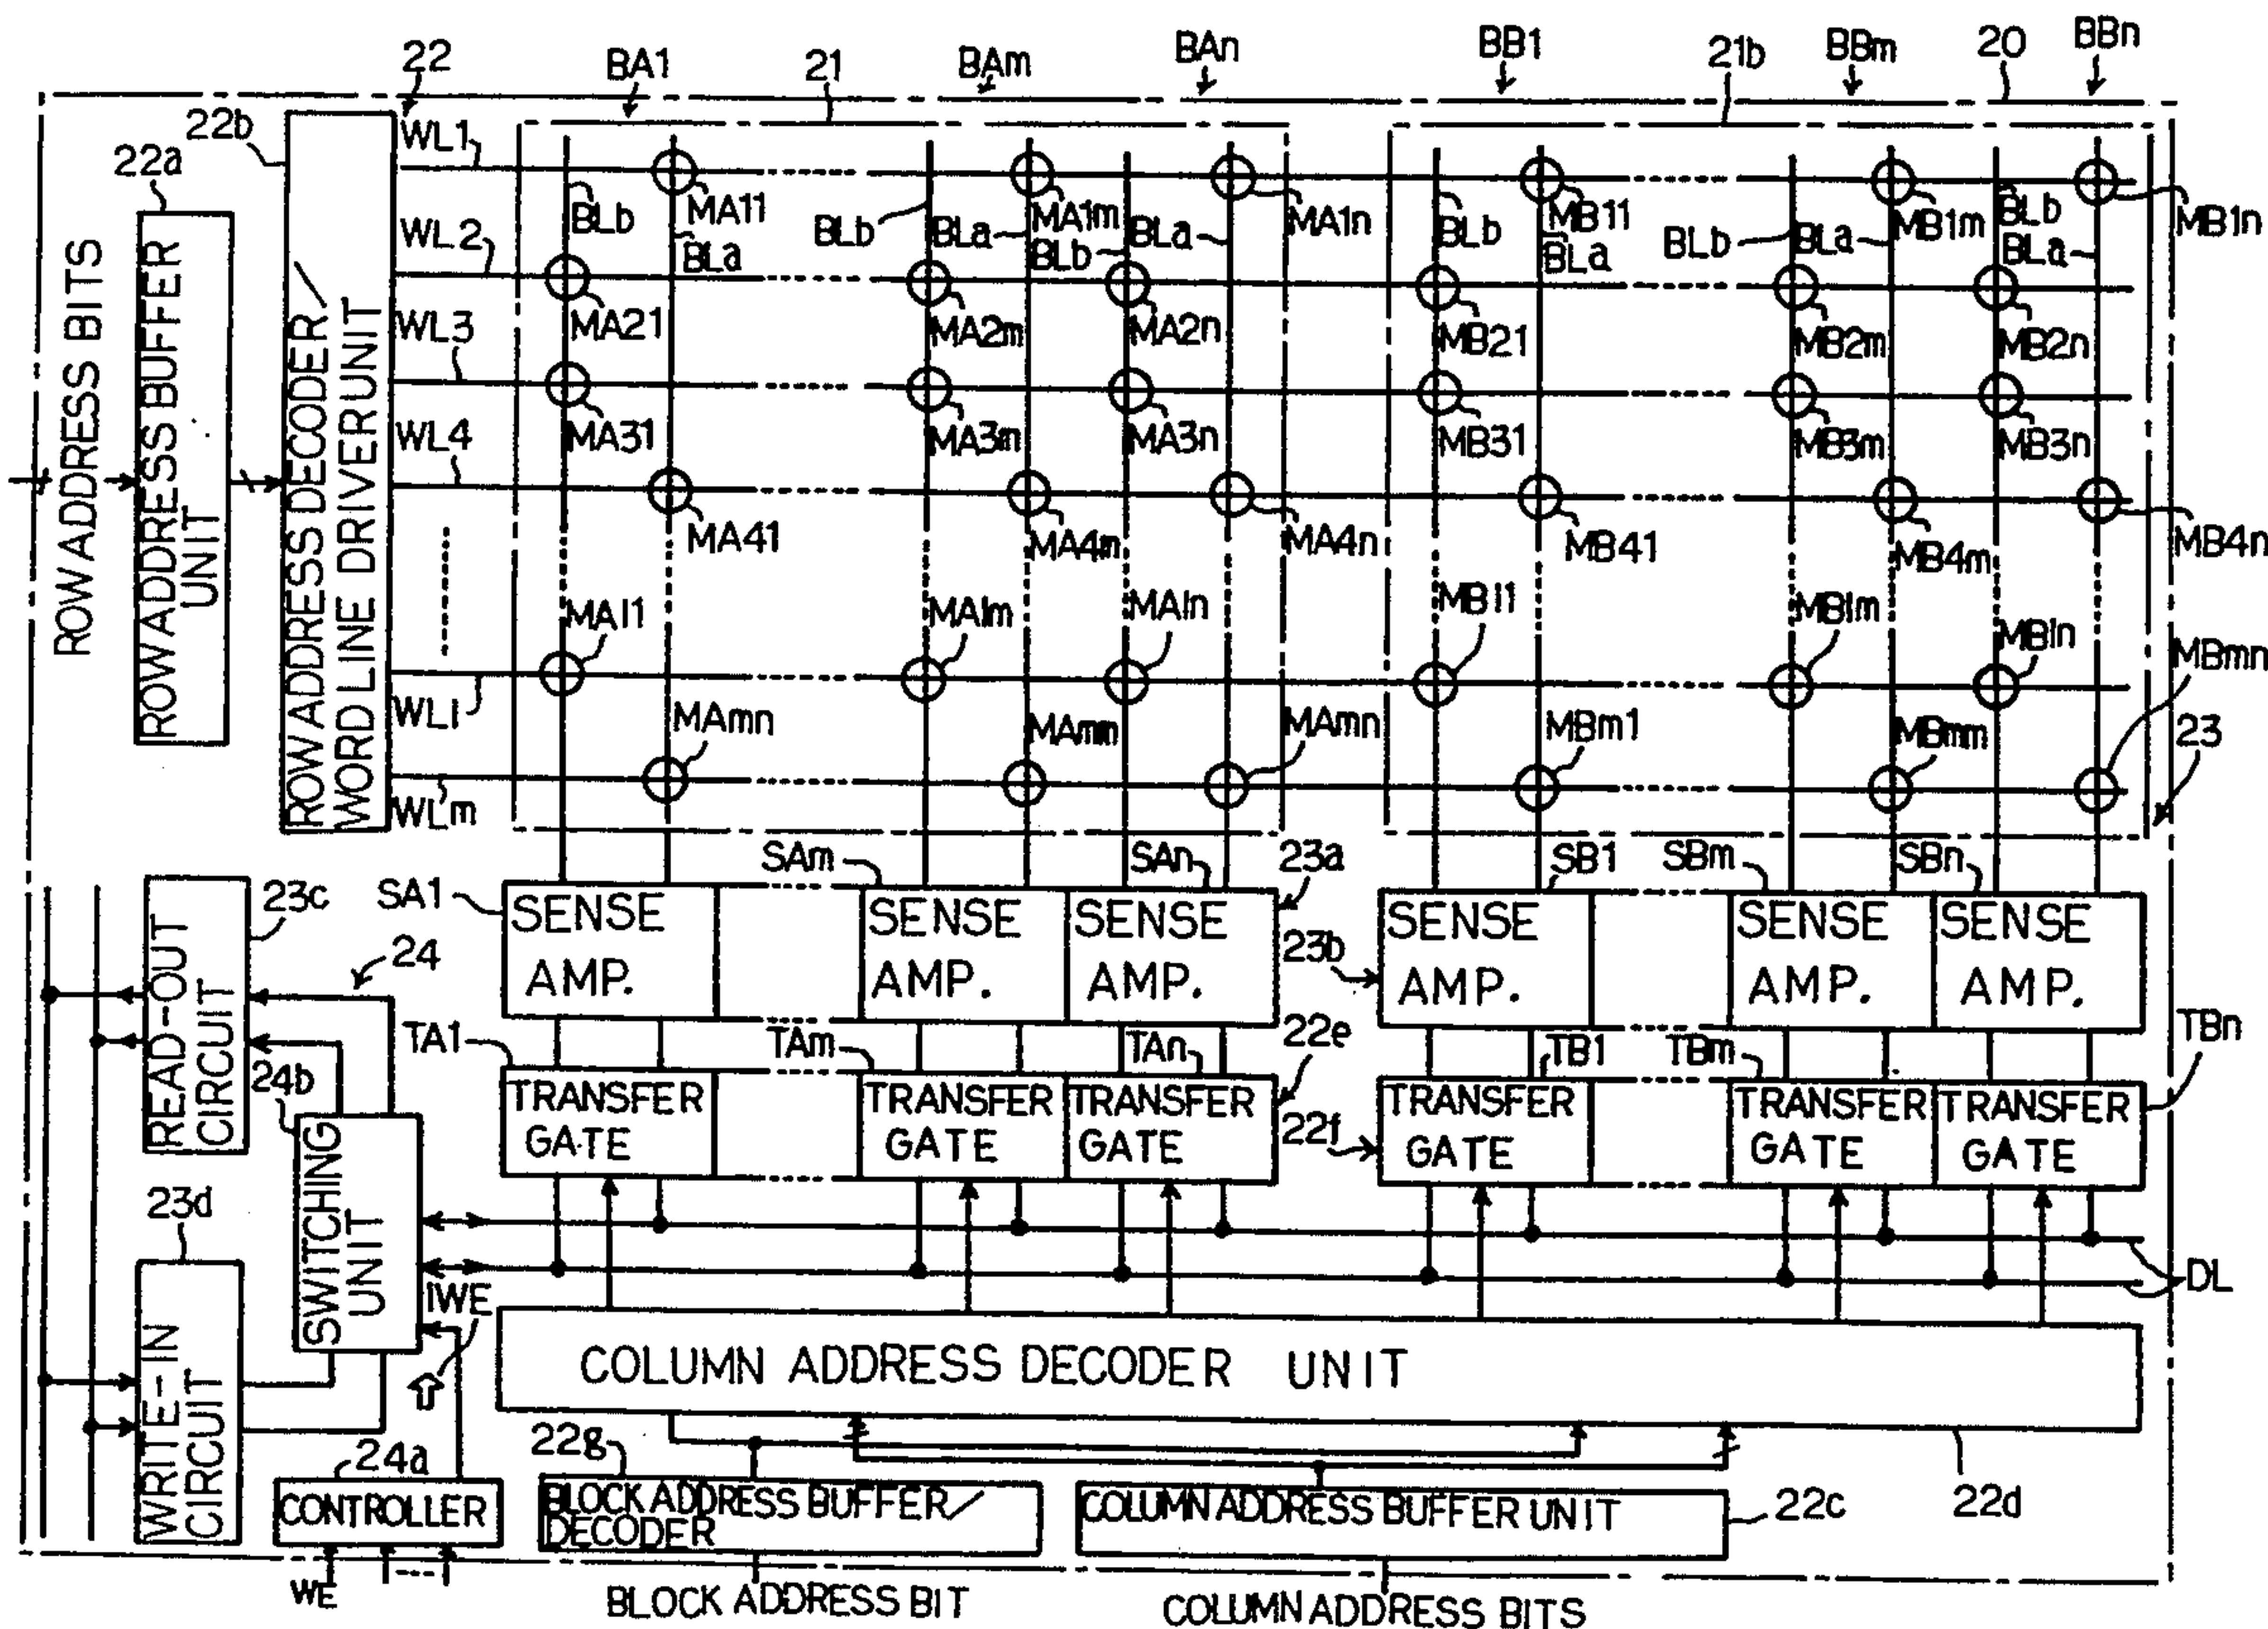 22 BA1 21 BAm BAn BB1 21b BBm 20 BBn
22b
22a
WL1
MA11 MA1m MA1n MB11 MB1m MB1n
BLb BLa BLb BLa BLb BLa BLb BLa BLb BLa BLb BLa
WL2
MA21 MA2m MA2n MB21 MB2m MB2n
WL3
MA31 MA3m MA3n MB31 MB3m MB3n
WL4
MA41 MA4m MA4n MB41 MB4m MB4n
MAl1 MAlm MAln MBl1 MBlm MBln
WLl
MAmn MAmm MAmn MBm1 MBmm MBmn
WLm
23
ROW ADDRESS BITS
ROW ADDRESS BUFFER
UNIT
ROW ADDRESS DECODER/
WORD LINE DRIVER UNIT
SA1 SAm SAn 23a SB1 SBm SBn
23b
SENSE
AMP.
SENSE
AMP.
SENSE
AMP.
SENSE
AMP.
SENSE
AMP.
SENSE
AMP.
TA1 TAm TAn 22e TB1 TBm TBn
22f
TRANSFER
GATE
TRANSFER
GATE
TRANSFER
GATE
TRANSFER
GATE
TRANSFER
GATE
TRANSFER
GATE
23c
24
READ-OUT
CIRCUIT
24b
SWITCHING
UNIT
23d
WRITE-IN
CIRCUIT
IWE
DL
COLUMN ADDRESS DECODER UNIT
22d
24a
CONTROLLER
WE
22g
BLOCK ADDRESS BUFFER/
DECODER
BLOCK ADDRESS BIT
COLUMN ADDRESS BUFFER UNIT
22c
COLUMN ADDRESS BITS